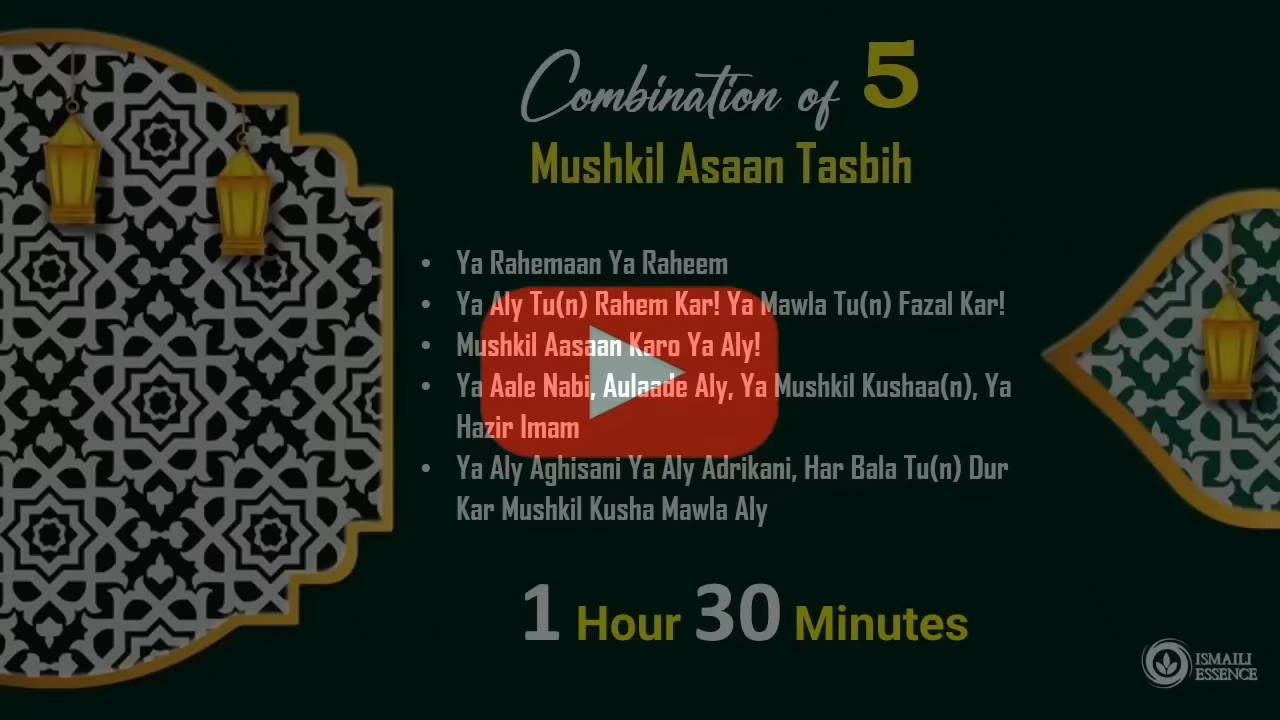 Combination of 5
Mushkil Asaan Tasbih
• Ya Rahemaan Ya Raheem
• Ya Aly Tu(n) Rahem Kar! Ya Mawla Tu(n) Fazal Kar!
• Mushkil Aasaan Karo Ya Aly!
• Ya Aale Nabi, Aulaade Aly, Ya Mushkil Kushaa(n), Ya
Hazir Imam
• Ya Aly Aghisani Ya Aly Adrikani, Har Bala Tu(n) Dur
Kar Mushkil Kusha Mawla Aly
1 Hour 30 Minutes
ISMAILI
ESSENCE